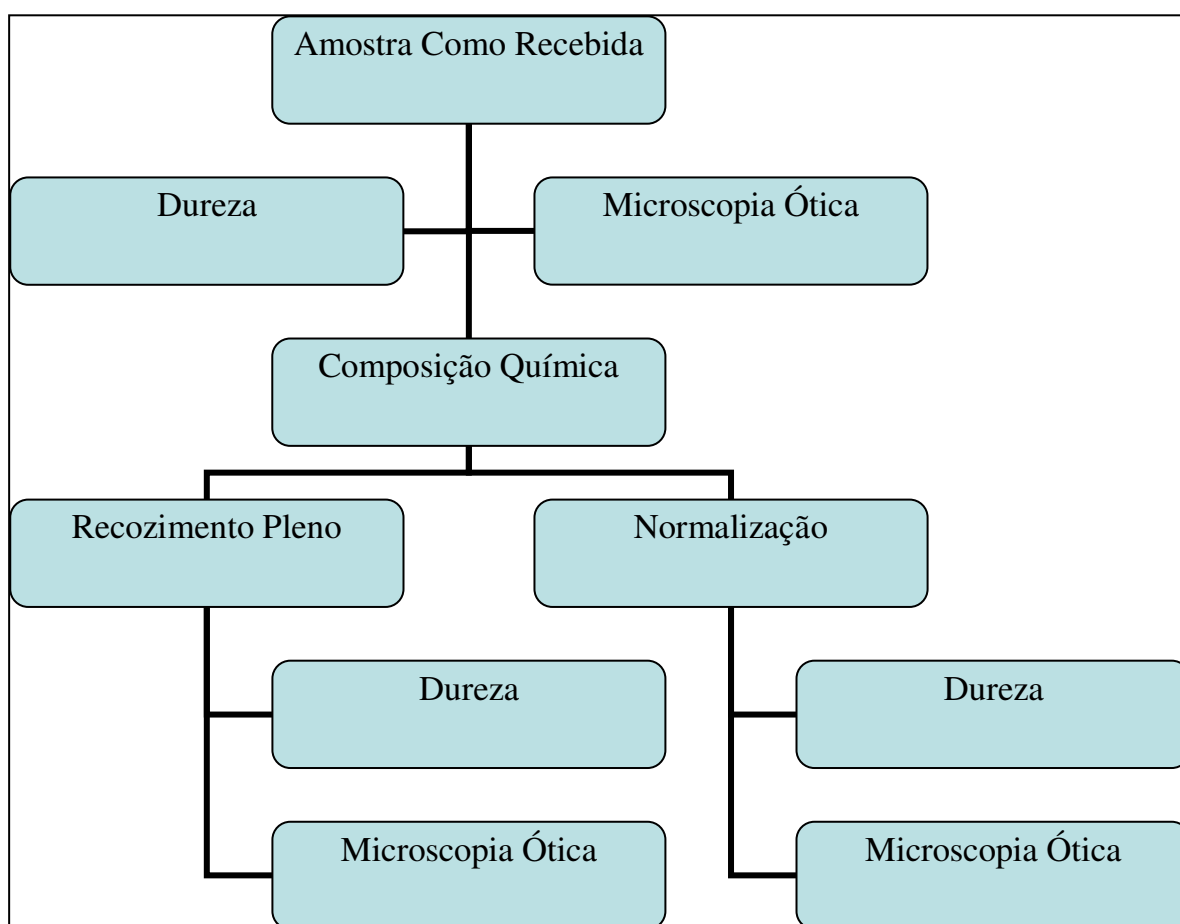 Amostra Como Recebida
Dureza
Microscopia Ótica
Composição Química
Recozimento Pleno
Normalização
Dureza
Dureza
Microscopia Ótica
Microscopia Ótica